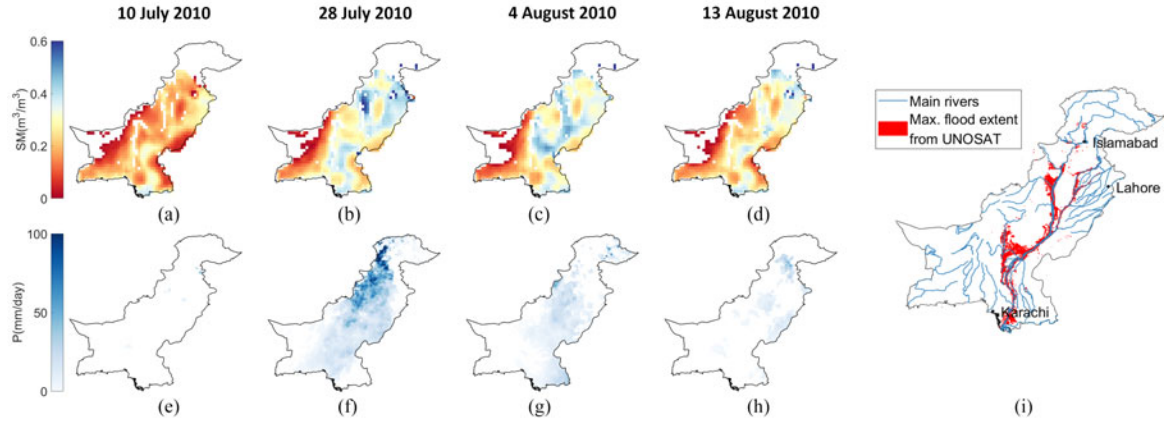 10 July 2010
28 July 2010
4 August 2010
13 August 2010
0.6
0.4
0.2
0
SM(m³/m³)
(a)
(b)
(c)
(d)
100
50
0
P(mm/day)
(e)
(f)
(g)
(h)
Main rivers
Max. flood extent
from UNOSAT
Islamabad
Lahore
Karachi
(i)